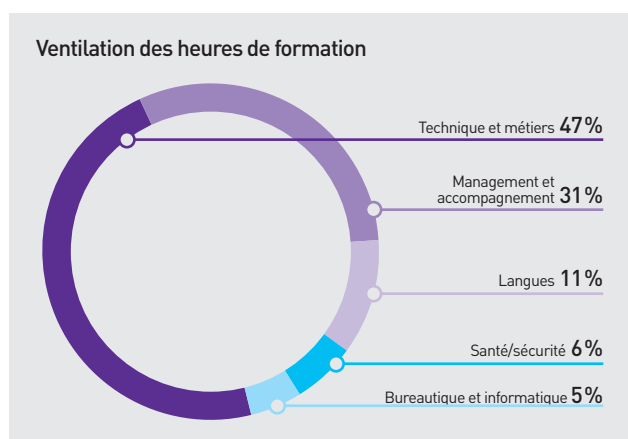 Ventilation des heures de formation
Technique et métiers 47 %
Management et
accompagnement 31 %
Langues 11 %
Santé/sécurité 6 %
Bureautique et informatique 5 %